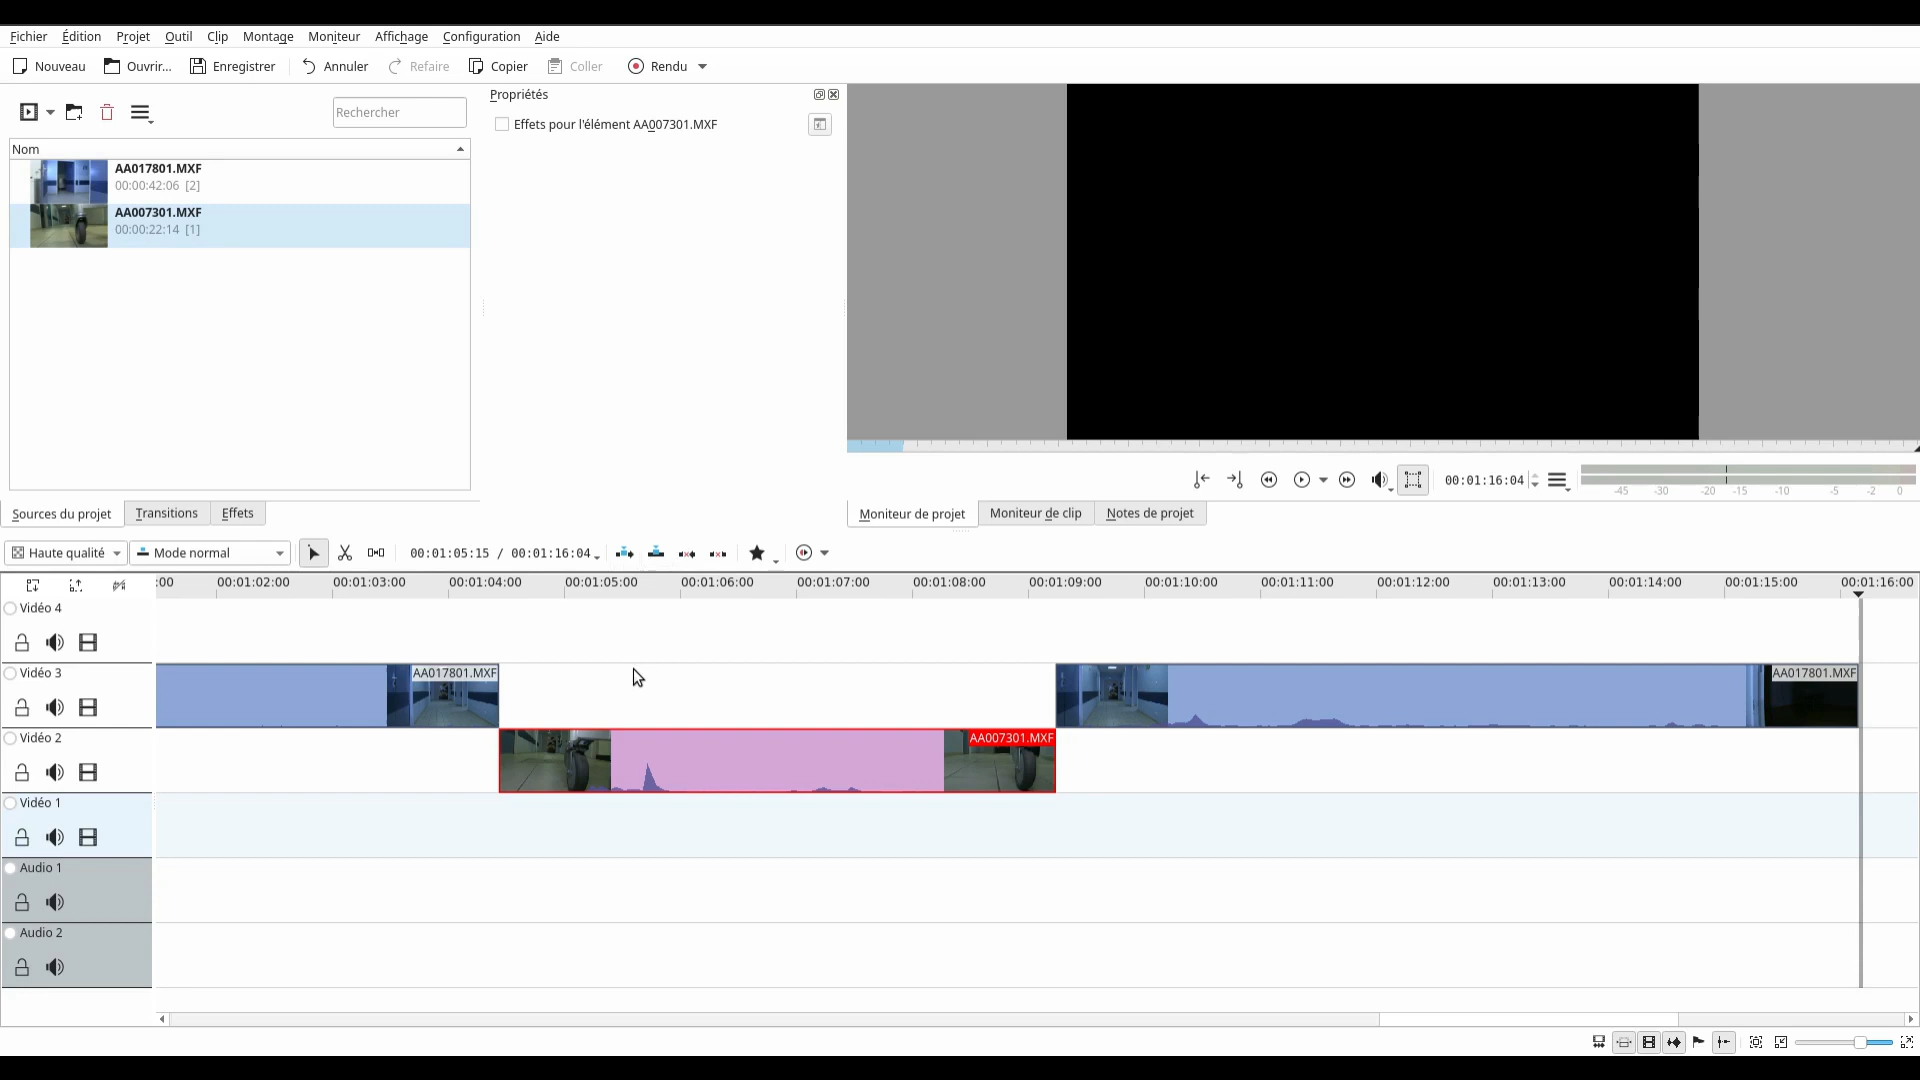 Fichier Édition Projet Outil Clip Montage Moniteur Affichage Configuration Aide
Nouveau Ouvrir... Enregistrer Annuler Refaire Copier Coller Rendu
Rechercher
Nom
AA017801.MXF
00:00:42:06 [2]
AA007301.MXF
00:00:22:14 [1]
Propriétés
Effets pour l'élément AA007301.MXF
00:01:16:04
-45 -30 -20 -15 -10 -5 -2 0
Sources du projet Transitions Effets
Moniteur de projet Moniteur de clip Notes de projet
Haute qualité Mode normal 00:01:05:15 / 00:01:16:04
:00 00:01:02:00 00:01:03:00 00:01:04:00 00:01:05:00 00:01:06:00 00:01:07:00 00:01:08:00 00:01:09:00 00:01:10:00 00:01:11:00 00:01:12:00 00:01:13:00 00:01:14:00 00:01:15:00 00:01:16:00
Vidéo 4
Vidéo 3 AA017801.MXF AA017801.MXF
Vidéo 2 AA007301.MXF
Vidéo 1
Audio 1
Audio 2